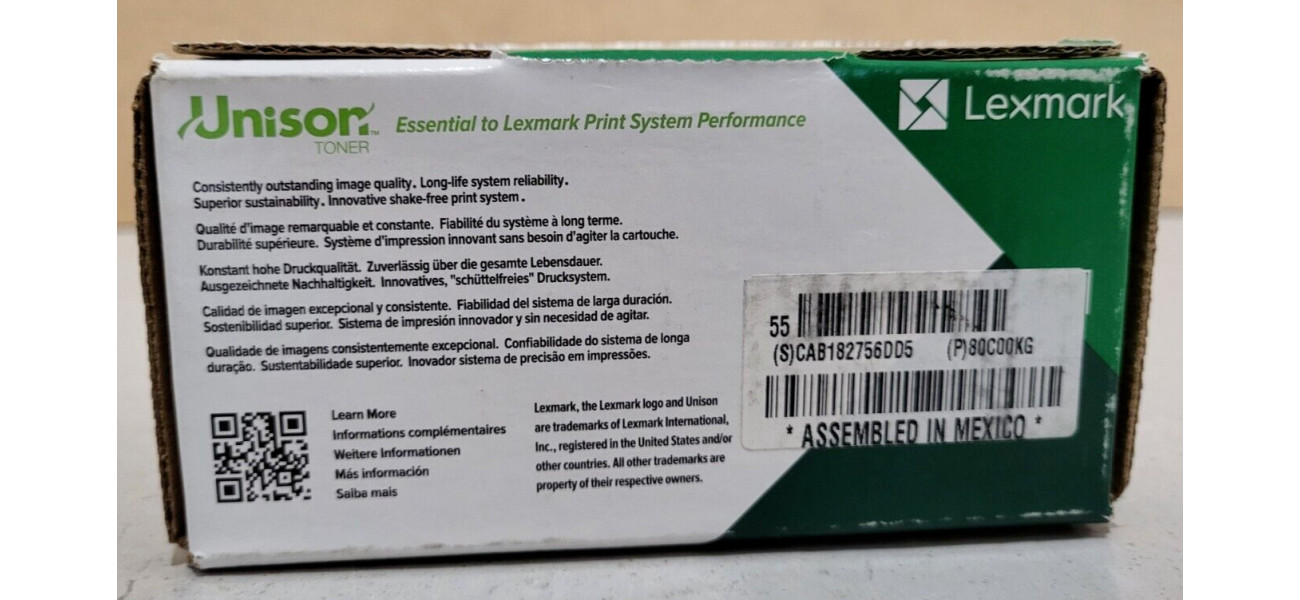 Unison™
TONER
Essential to Lexmark Print System Performance
Lexmark
Consistently outstanding image quality. Long-life system reliability.
Superior sustainability. Innovative shake-free print system.
Qualité d'image remarquable et constante. Fiabilité du système à long terme.
Durabilité supérieure. Système d'impression innovant sans besoin d'agiter la cartouche.
Konstant hohe Druckqualität. Zuverlässig über die gesamte Lebensdauer.
Ausgezeichnete Nachhaltigkeit. Innovatives, "schüttelfreies" Drucksystem.
Calidad de imagen excepcional y consistente. Fiabilidad del sistema de larga duración.
Sostenibilidad superior. Sistema de impresión innovador y sin necesidad de agitar.
Qualidade de imagens consistentemente excepcional. Confiabilidade do sistema de longa
duração. Sustentabilidade superior. Inovador sistema de precisão em impressões.
Learn More
Informations complémentaires
Weitere Informationen
Más información
Saiba mais
Lexmark, the Lexmark logo and Unison
are trademarks of Lexmark International,
Inc., registered in the United States and/or
other countries. All other trademarks are
property of their respective owners.
55
(S)CAB182756DD5 (P)80C00KG
* ASSEMBLED IN MEXICO *